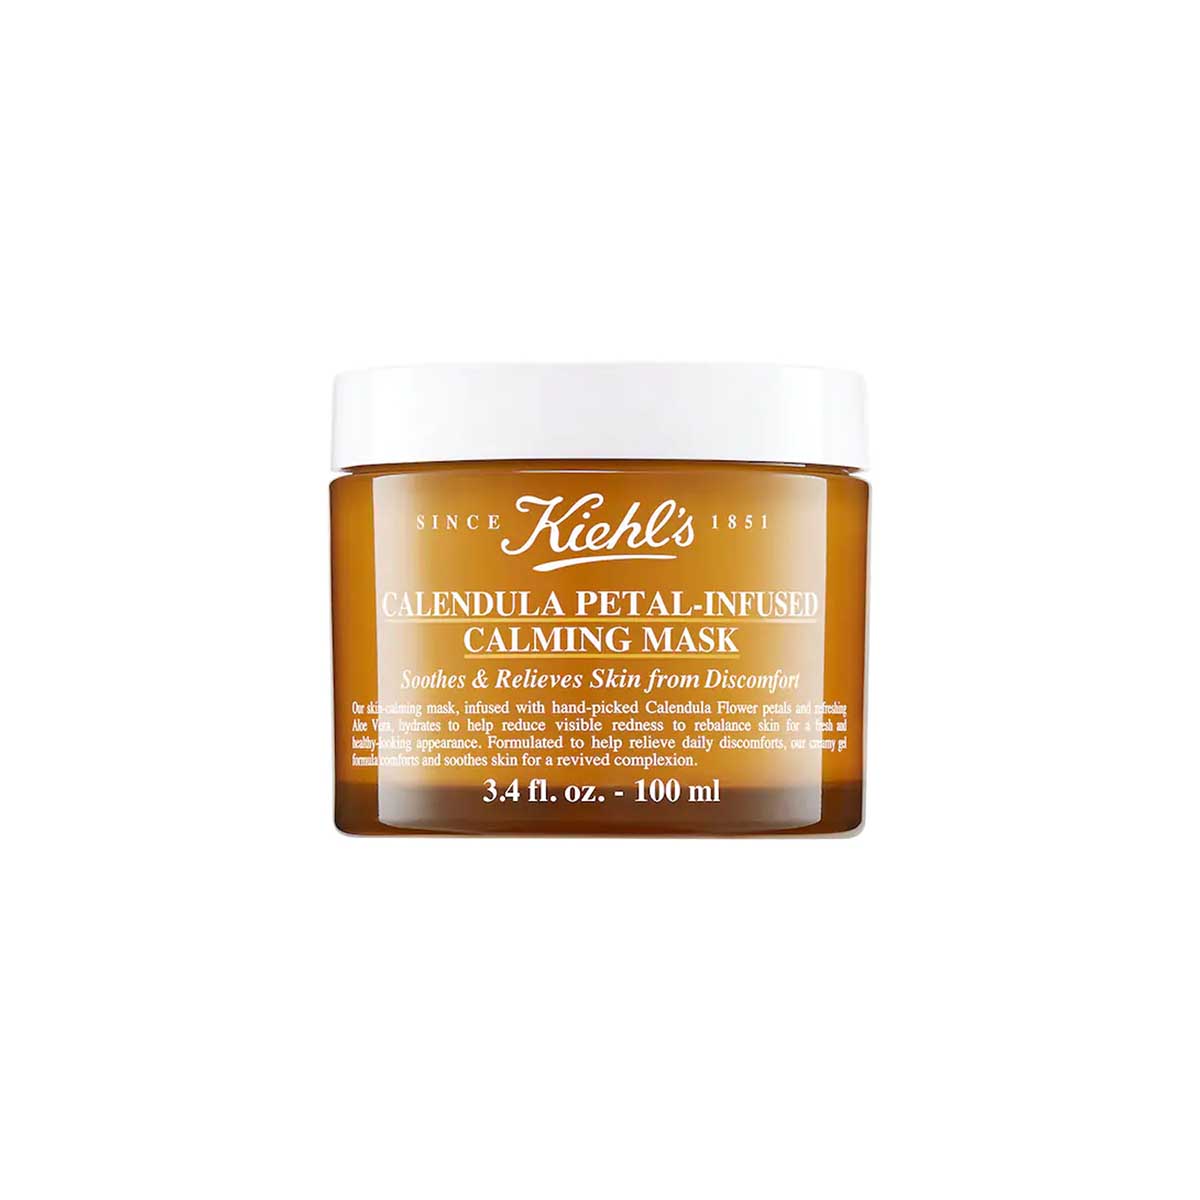 SINCE Kiehl's 1851
CALENDULA PETAL-INFUSED
CALMING MASK
Soothes & Relieves Skin from Discomfort
Our skin-calming mask, infused with hand-picked Calendula Flower petals and refreshing
Aloe Vera, hydrates to help reduce visible redness to rebalance skin for a fresh and
healthy-looking appearance. Formulated to help relieve daily discomforts, our creamy gel
formula comforts and soothes skin for a revived complexion.
3.4 fl. oz. - 100 ml